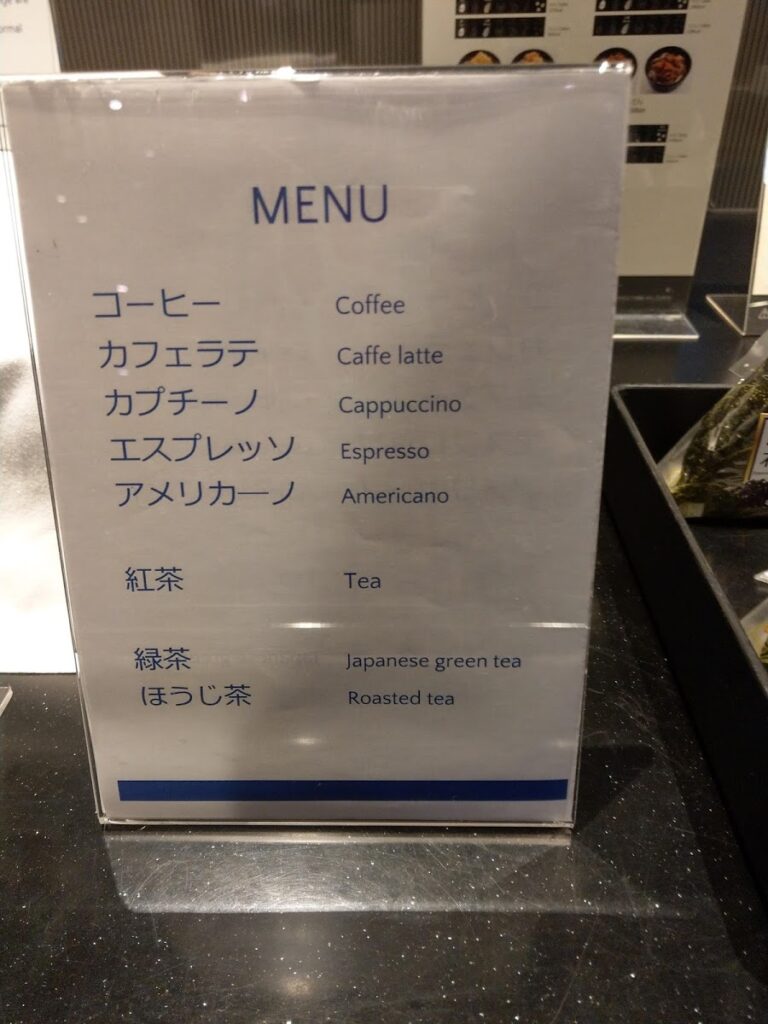 MENU
コーヒー Coffee
カフェラテ Caffe latte
カプチーノ Cappuccino
エスプレッソ Espresso
アメリカーノ Americano
紅茶 Tea
緑茶 Japanese green tea
ほうじ茶 Roasted tea